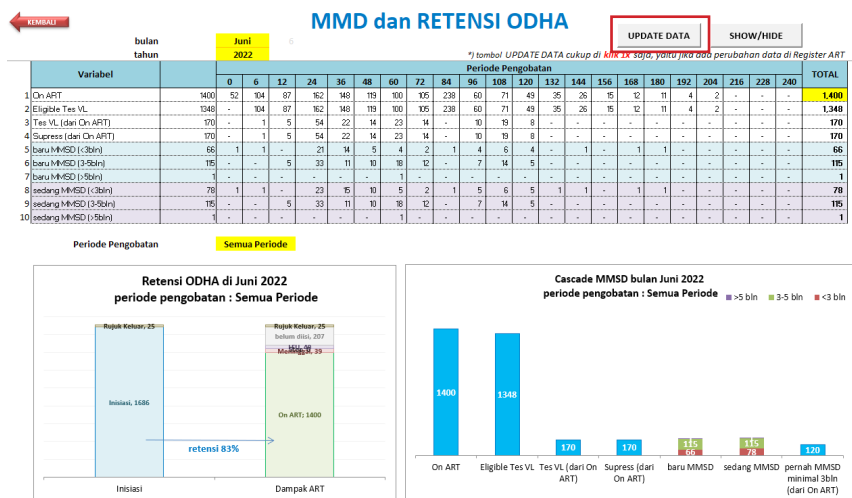 KEMBALI
MMD dan RETENSI ODHA
UPDATE DATA
SHOW/HIDE
bulan Juni 6
tahun 2022
*) tombol UPDATE DATA cukup di klik 1x saja, yaitu jika ada perubahan data di Register ART
Variabel Periode Pengobatan TOTAL
0 6 12 24 36 48 60 72 84 96 108 120 132 144 156 168 180 192 204 216 228 240
1 On ART 1400 52 104 87 162 148 119 100 105 238 60 71 49 35 26 15 12 11 4 2 - - - 1,400
2 Eligible Tes VL 1348 - 104 87 162 148 119 100 105 238 60 71 49 35 26 15 12 11 4 2 - - - 1,348
3 Tes VL (dari On ART) 170 - 1 5 54 22 14 23 14 - 10 19 8 - - - - - - - - - - 170
4 Supress (dari On ART) 170 - 1 5 54 22 14 23 14 - 10 19 8 - - - - - - - - - - 170
5 baru MMSD (<3bln) 66 1 1 - 21 14 5 4 2 1 4 6 4 - 1 - 1 1 - - - - - 66
6 baru MMSD (3-5bln) 115 - - 5 33 11 10 18 12 - 7 14 5 - - - - - - - - - - 115
7 baru MMSD (>5bln) 1 - - - - - - 1 - - - - - - - - - - - - - - - 1
8 sedang MMSD (<3bln) 78 1 1 - 23 15 10 5 2 1 5 6 5 1 1 - 1 1 - - - - - 78
9 sedang MMSD (3-5bln) 115 - - 5 33 11 10 18 12 - 7 14 5 - - - - - - - - - - 115
10 sedang MMSD (>5bln) 1 - - - - - - 1 - - - - - - - - - - - - - - - 1
Periode Pengobatan Semua Periode
Retensi ODHA di Juni 2022
periode pengobatan : Semua Periode
Rujuk Keluar, 25
Rujuk Keluar, 25
belum diisi, 207
Meninggal, 39
Inisiasi, 1686
On ART; 1400
retensi 83%
Inisiasi
Dampak ART
Cascade MMSD bulan Juni 2022
periode pengobatan : Semua Periode
>5 bln 3-5 bln <3 bln
1400
1348
170
170
1
115
66
1
115
78
120
On ART
Eligible Tes VL
Tes VL (dari On
ART)
Supress (dari
On ART)
baru MMSD
sedang MMSD
pernah MMSD
minimal 3bln
(dari On ART)